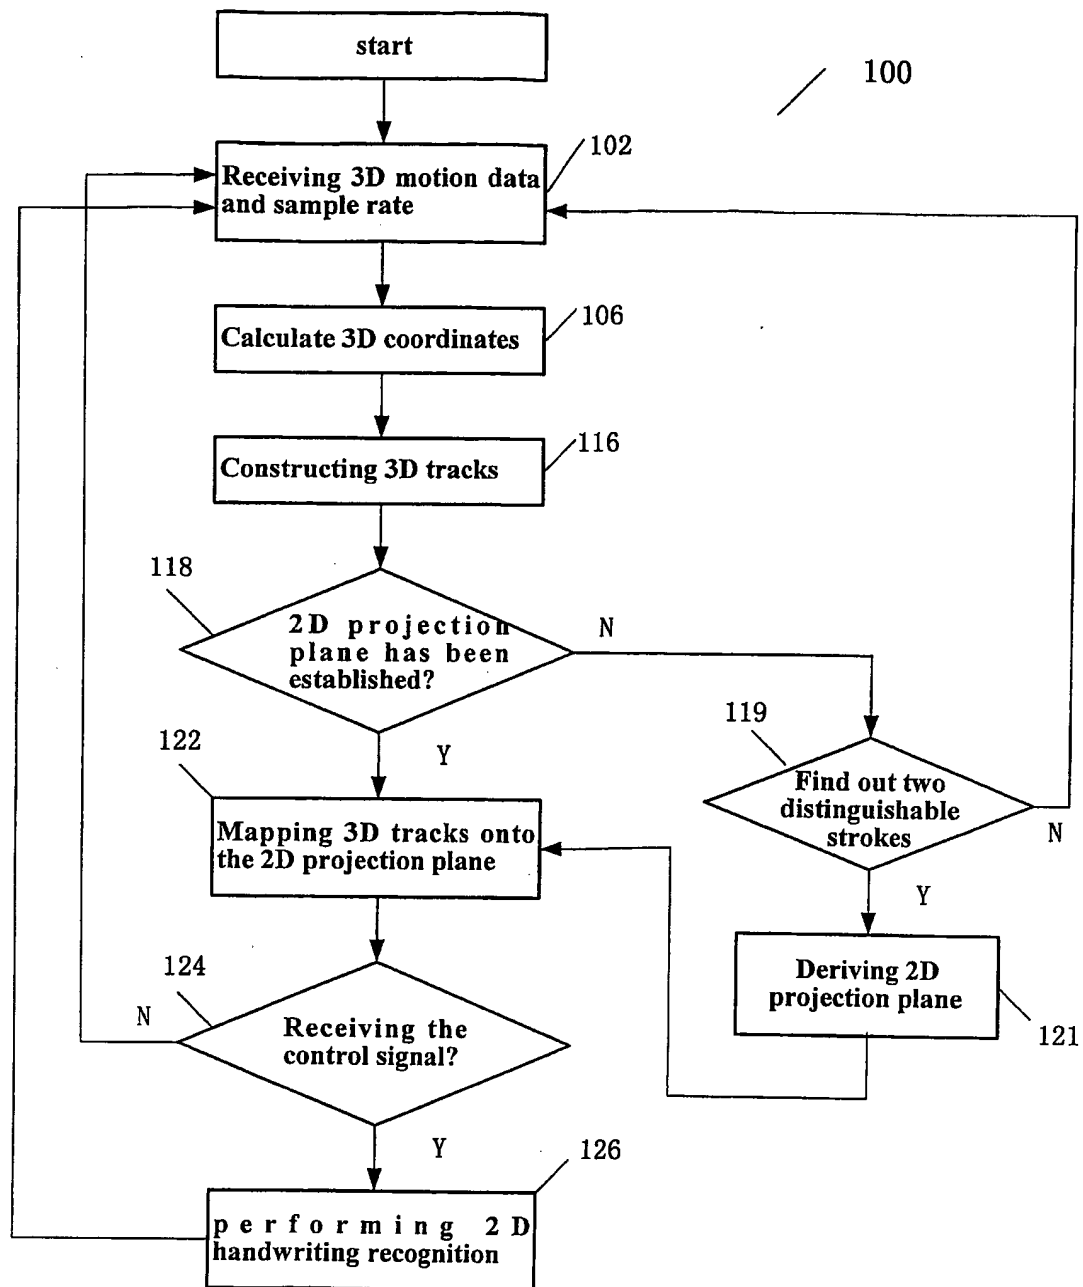 start
100
102
Receiving 3D motion data
and sample rate
106
Calculate 3D coordinates
116
Constructing 3D tracks
118
2D projection
plane has been
established?
N
119
Find out two
distinguishable
strokes
N
Y
122
Y
Mapping 3D tracks onto
the 2D projection plane
Deriving 2D
projection plane
121
124
N
Receiving the
control signal?
Y
126
performing 2D
handwriting recognition